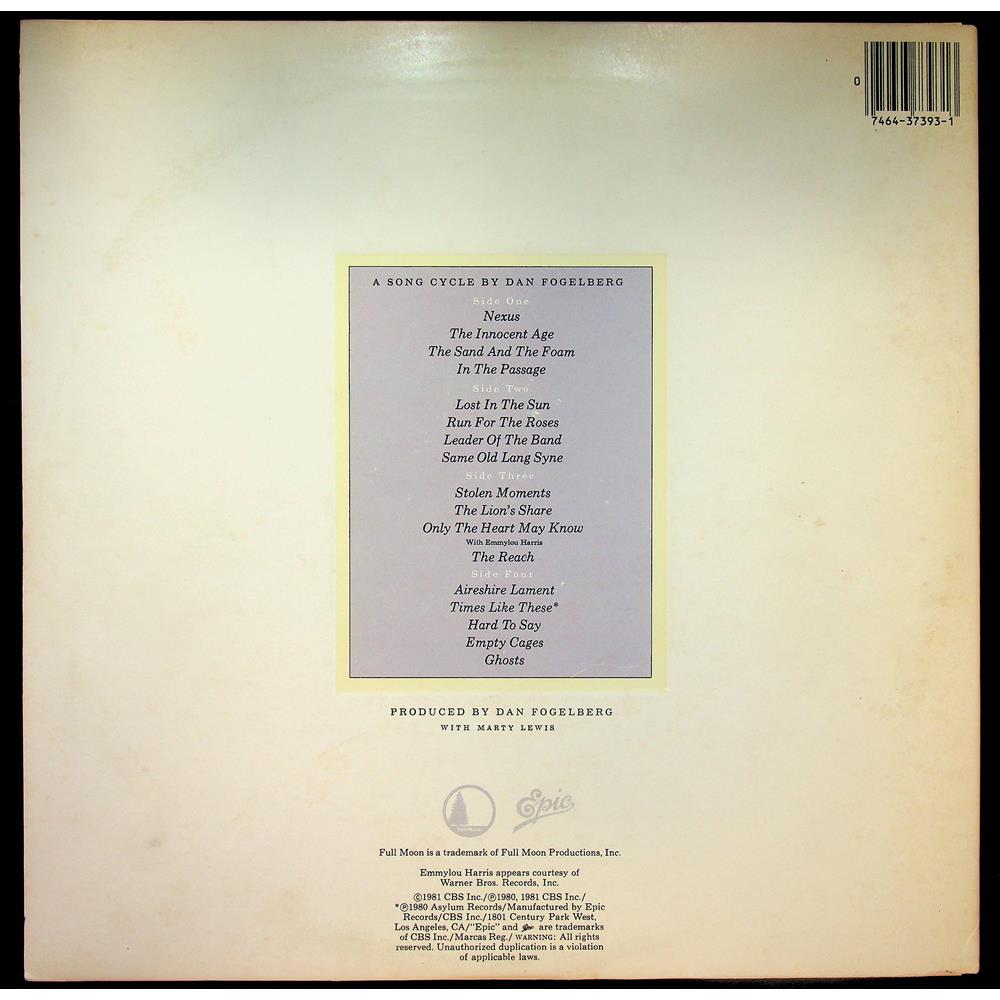 0
7464-37393-1
A SONG CYCLE BY DAN FOGELBERG
Side One
Nexus
The Innocent Age
The Sand And The Foam
In The Passage
Side Two
Lost In The Sun
Run For The Roses
Leader Of The Band
Same Old Lang Syne
Side Three
Stolen Moments
The Lion's Share
Only The Heart May Know
With Emmylou Harris
The Reach
Side Four
Aireshire Lament
Times Like These*
Hard To Say
Empty Cages
Ghosts
PRODUCED BY DAN FOGELBERG
WITH MARTY LEWIS
Full Moon
Epic
Full Moon is a trademark of Full Moon Productions, Inc.
Emmylou Harris appears courtesy of
Warner Bros. Records, Inc.
©1981 CBS Inc./℗1980, 1981 CBS Inc./
*℗1980 Asylum Records/Manufactured by Epic
Records/CBS Inc./1801 Century Park West,
Los Angeles, CA/"Epic" and Epic are trademarks
of CBS Inc./Marcas Reg./ WARNING: All rights
reserved. Unauthorized duplication is a violation
of applicable laws.